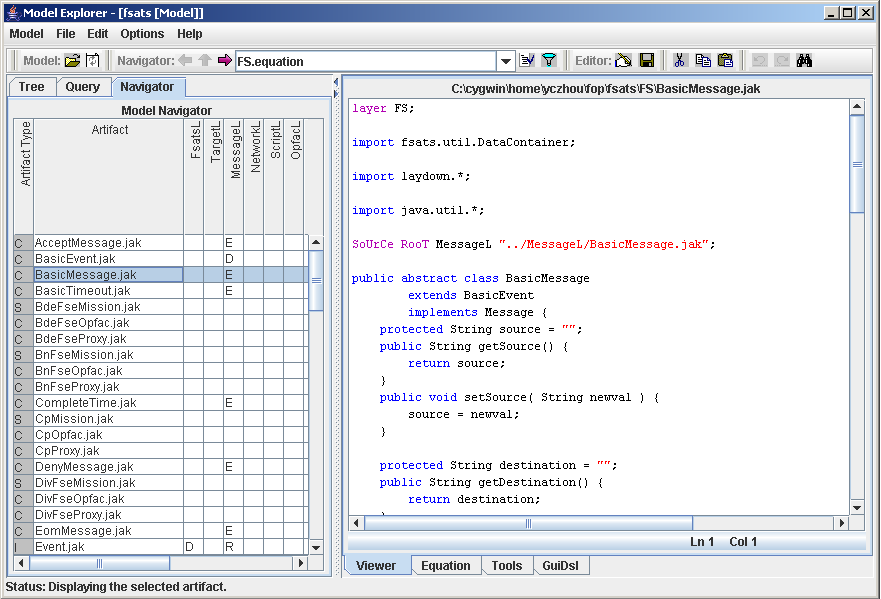 Model Explorer - [fsats [Model]]
Model File Edit Options Help
Model: Navigator: FS.equation Editor:
Tree Query Navigator
Model Navigator
Artifact Type Artifact FsatsL TargetL MessageL NetworkL ScriptL OpfacL
C AcceptMessage.jak E
C BasicEvent.jak D
C BasicMessage.jak E
C BasicTimeout.jak E
S BdeFseMission.jak
C BdeFseOpfac.jak
C BdeFseProxy.jak
S BnFseMission.jak
C BnFseOpfac.jak
C BnFseProxy.jak
C CompleteTime.jak E
S CpMission.jak
C CpOpfac.jak
C CpProxy.jak
C DenyMessage.jak E
S DivFseMission.jak
C DivFseOpfac.jak
C DivFseProxy.jak
C EomMessage.jak E
I Event.jak D R
C:\cygwin\home\yczhou\fop\fsats\FS\BasicMessage.jak
layer FS;
import fsats.util.DataContainer;
import laydown.*;
import java.util.*;
SoUrCe RooT MessageL "../MessageL/BasicMessage.jak";
public abstract class BasicMessage
extends BasicEvent
implements Message {
protected String source = "";
public String getSource() {
return source;
}
public void setSource( String newval ) {
source = newval;
}
protected String destination = "";
public String getDestination() {
return destination;
}
Ln 1 Col 1
Viewer Equation Tools GuiDsl
Status: Displaying the selected artifact.